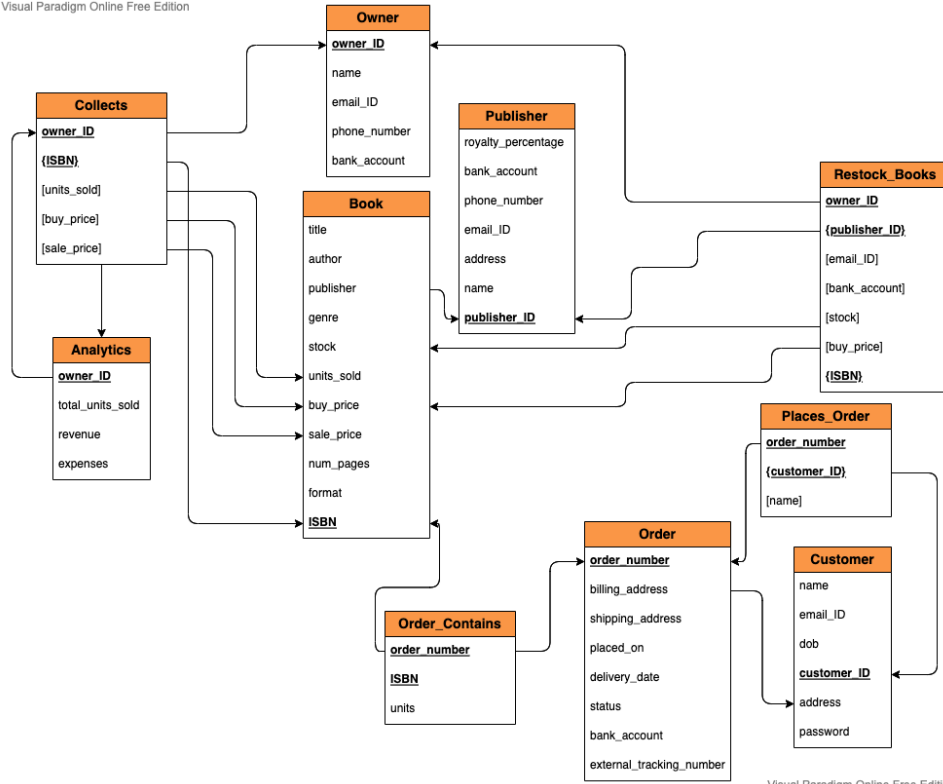 Visual Paradigm Online Free Edition
Owner
owner_ID
name
email_ID
phone_number
bank_account
Collects
owner_ID
{ISBN}
[units_sold]
[buy_price]
[sale_price]
Publisher
royalty_percentage
bank_account
phone_number
email_ID
address
name
publisher_ID
Restock_Books
owner_ID
{publisher_ID}
[email_ID]
[bank_account]
[stock]
[buy_price]
{ISBN}
Book
title
author
publisher
genre
stock
units_sold
buy_price
sale_price
num_pages
format
ISBN
Analytics
owner_ID
total_units_sold
revenue
expenses
Places_Order
order_number
{customer_ID}
[name]
Order
order_number
billing_address
shipping_address
placed_on
delivery_date
status
bank_account
external_tracking_number
Customer
name
email_ID
dob
customer_ID
address
password
Order_Contains
order_number
ISBN
units